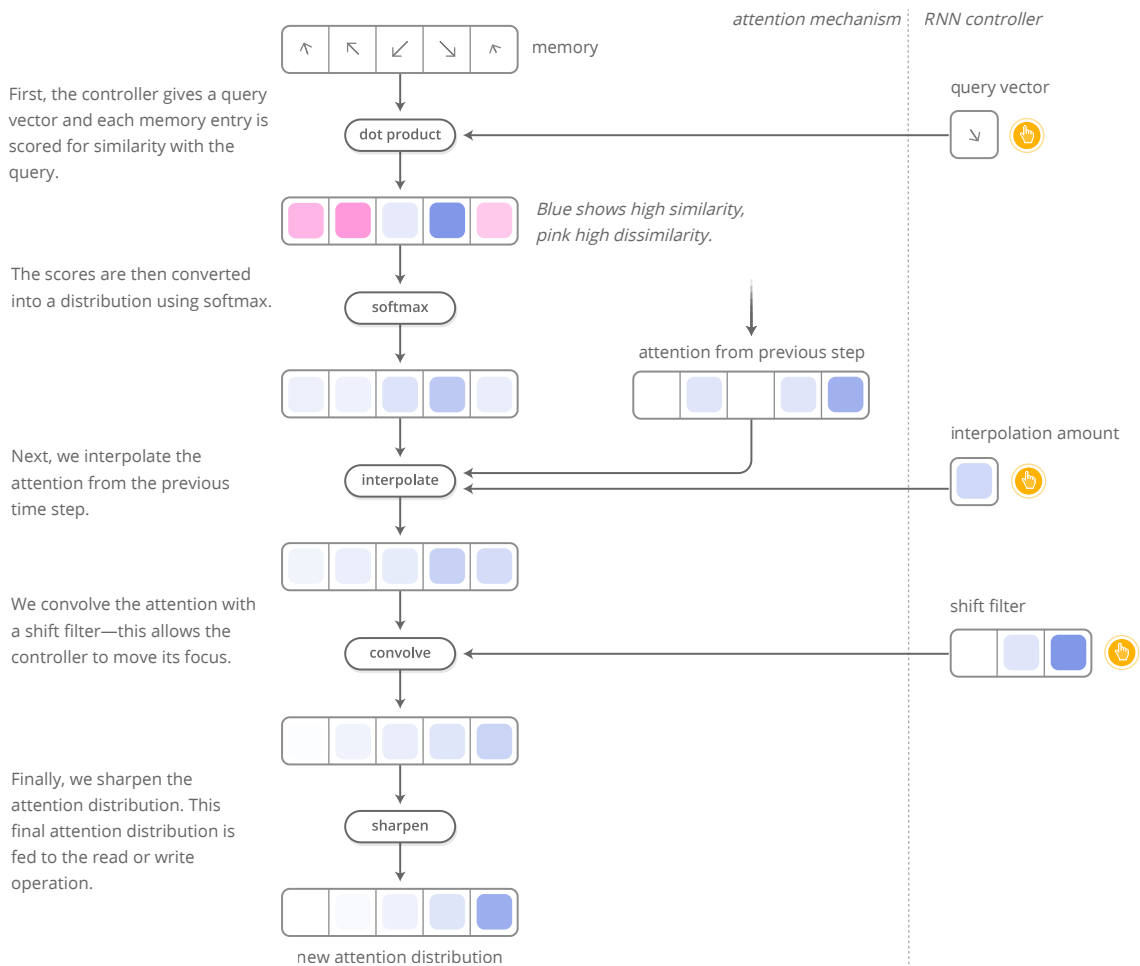 attention mechanism
RNN controller
memory
First, the controller gives a query
vector and each memory entry is
scored for similarity with the
query.
query vector
dot product
Blue shows high similarity,
pink high dissimilarity.
The scores are then converted
into a distribution using softmax.
softmax
attention from previous step
interpolation amount
Next, we interpolate the
attention from the previous
time step.
interpolate
We convolve the attention with
a shift filter—this allows the
controller to move its focus.
shift filter
convolve
Finally, we sharpen the
attention distribution. This
final attention distribution is
fed to the read or write
operation.
sharpen
new attention distribution